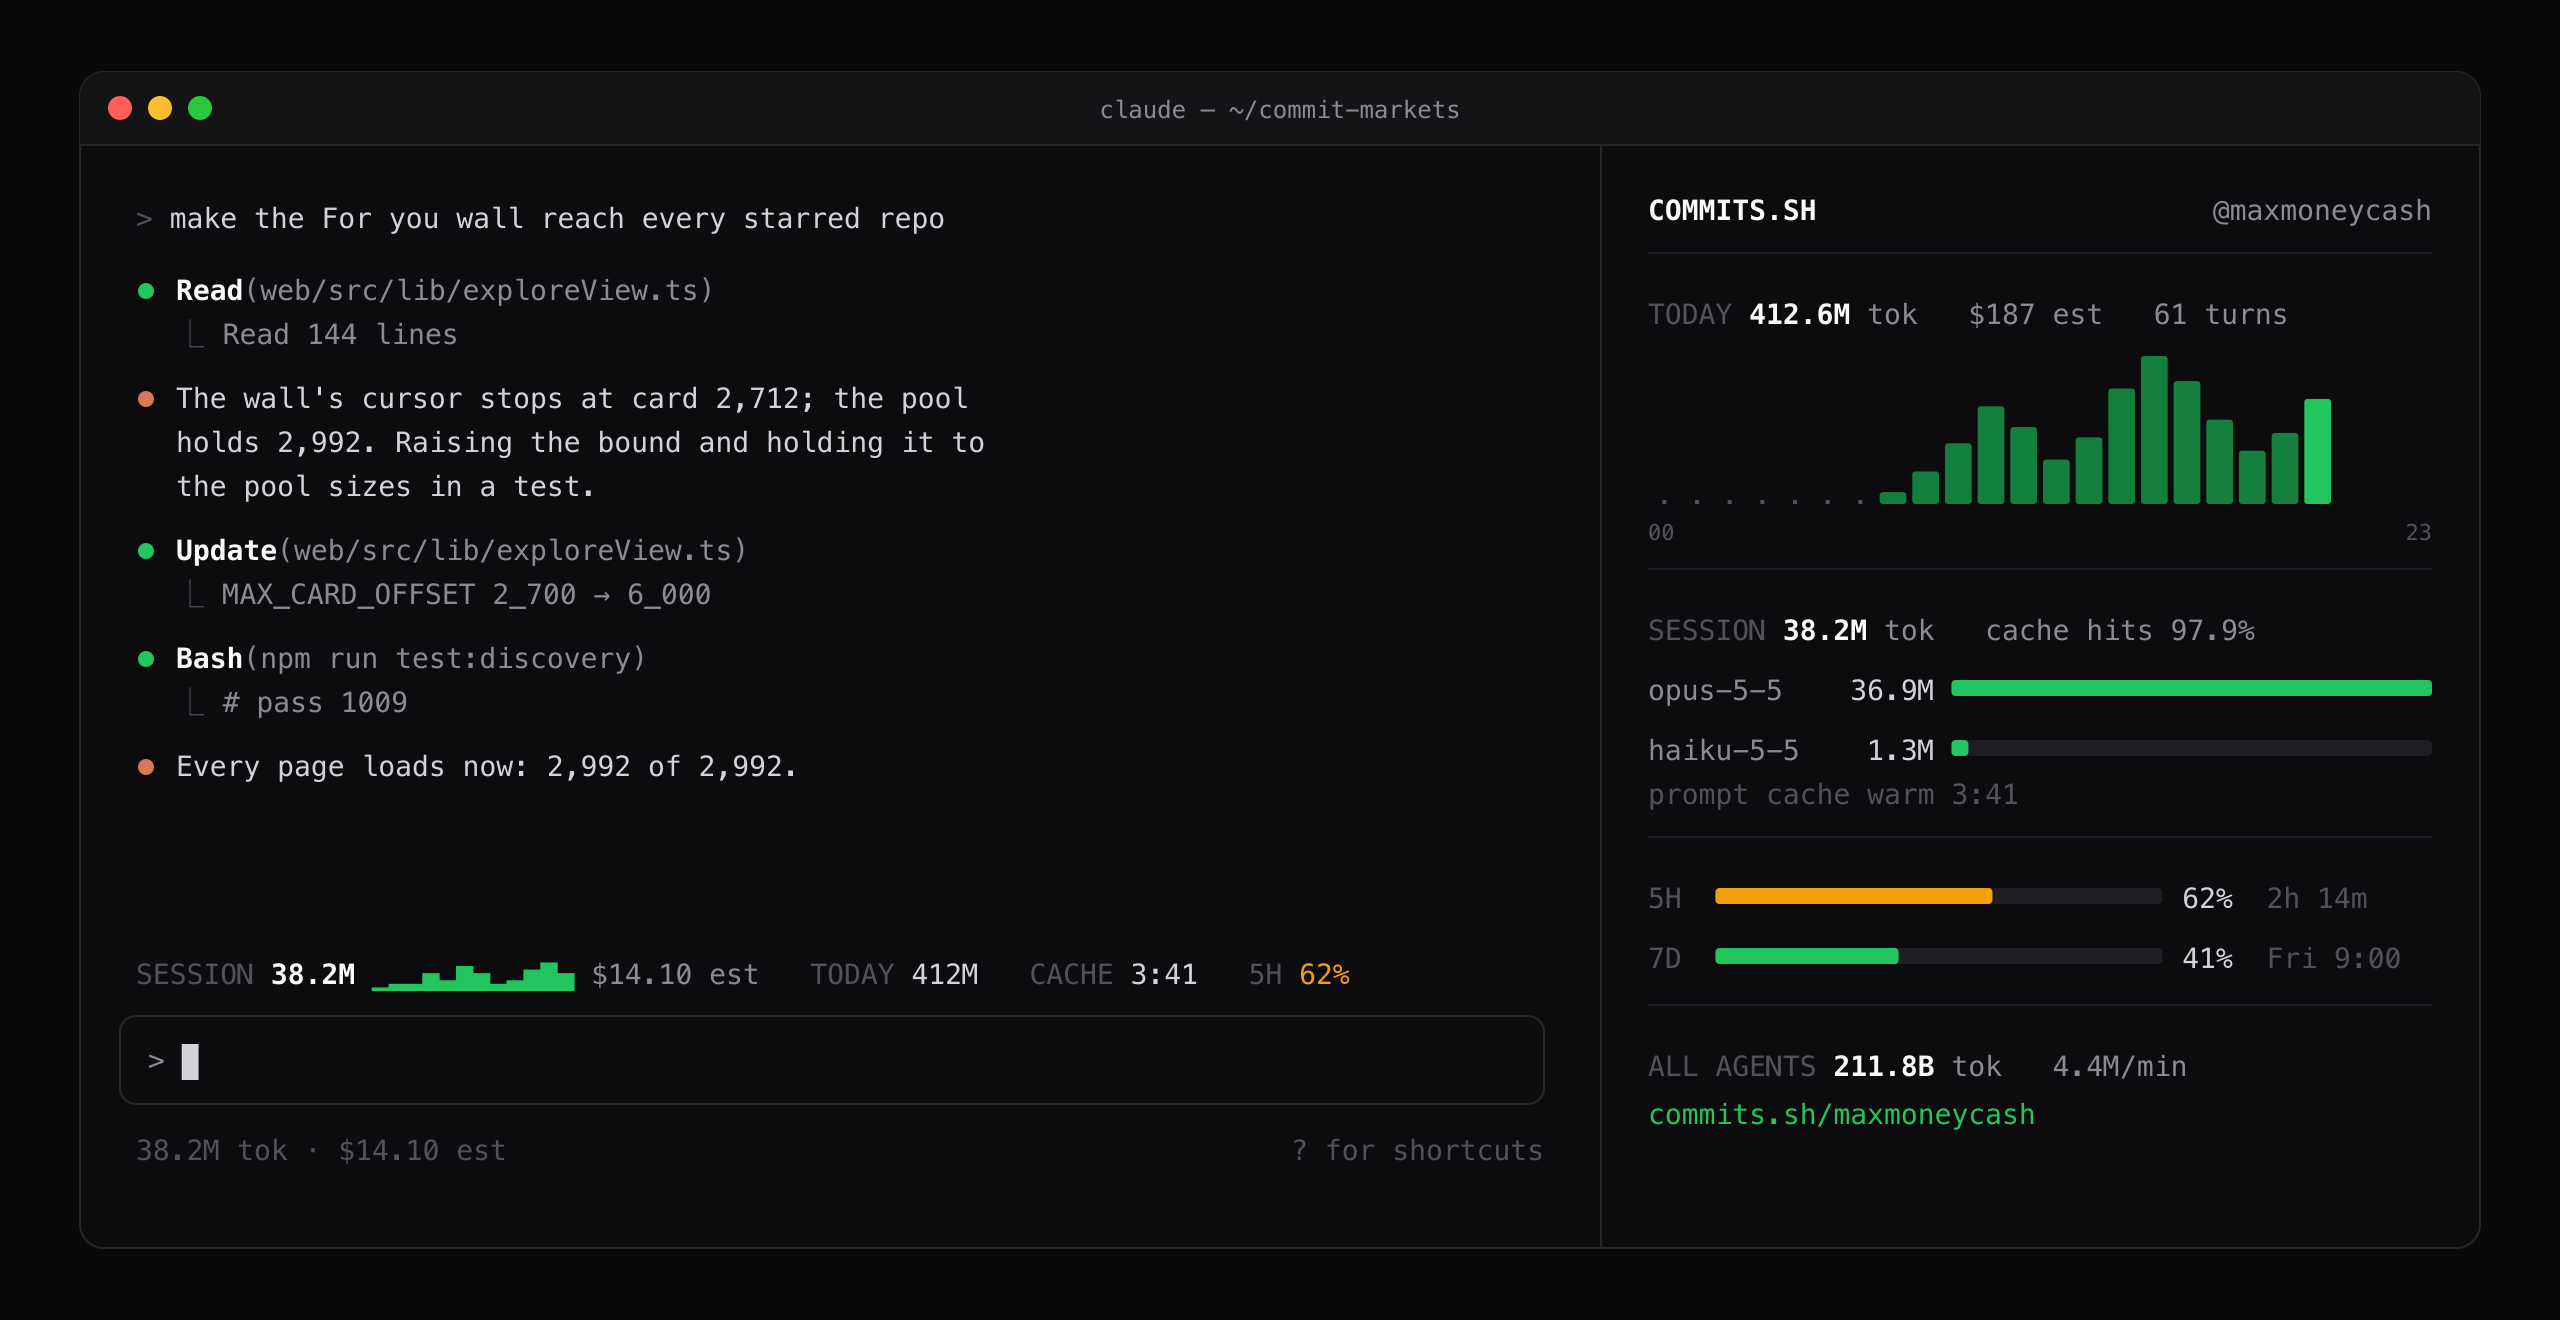 claude — ~/commit-markets
> make the For you wall reach every starred repo
Read(web/src/lib/exploreView.ts)
⎿ Read 144 lines
The wall's cursor stops at card 2,712; the pool
holds 2,992. Raising the bound and holding it to
the pool sizes in a test.
Update(web/src/lib/exploreView.ts)
⎿ MAX_CARD_OFFSET 2_700 → 6_000
Bash(npm run test:discovery)
⎿ # pass 1009
Every page loads now: 2,992 of 2,992.
SESSION 38.2M $14.10 est TODAY 412M CACHE 3:41 5H 62%
>
38.2M tok · $14.10 est ? for shortcuts
COMMITS.SH @maxmoneycash
TODAY 412.6M tok $187 est 61 turns
00 23
SESSION 38.2M tok cache hits 97.9%
opus-5-5 36.9M
haiku-5-5 1.3M
prompt cache warm 3:41
5H 62% 2h 14m
7D 41% Fri 9:00
ALL AGENTS 211.8B tok 4.4M/min
commits.sh/maxmoneycash